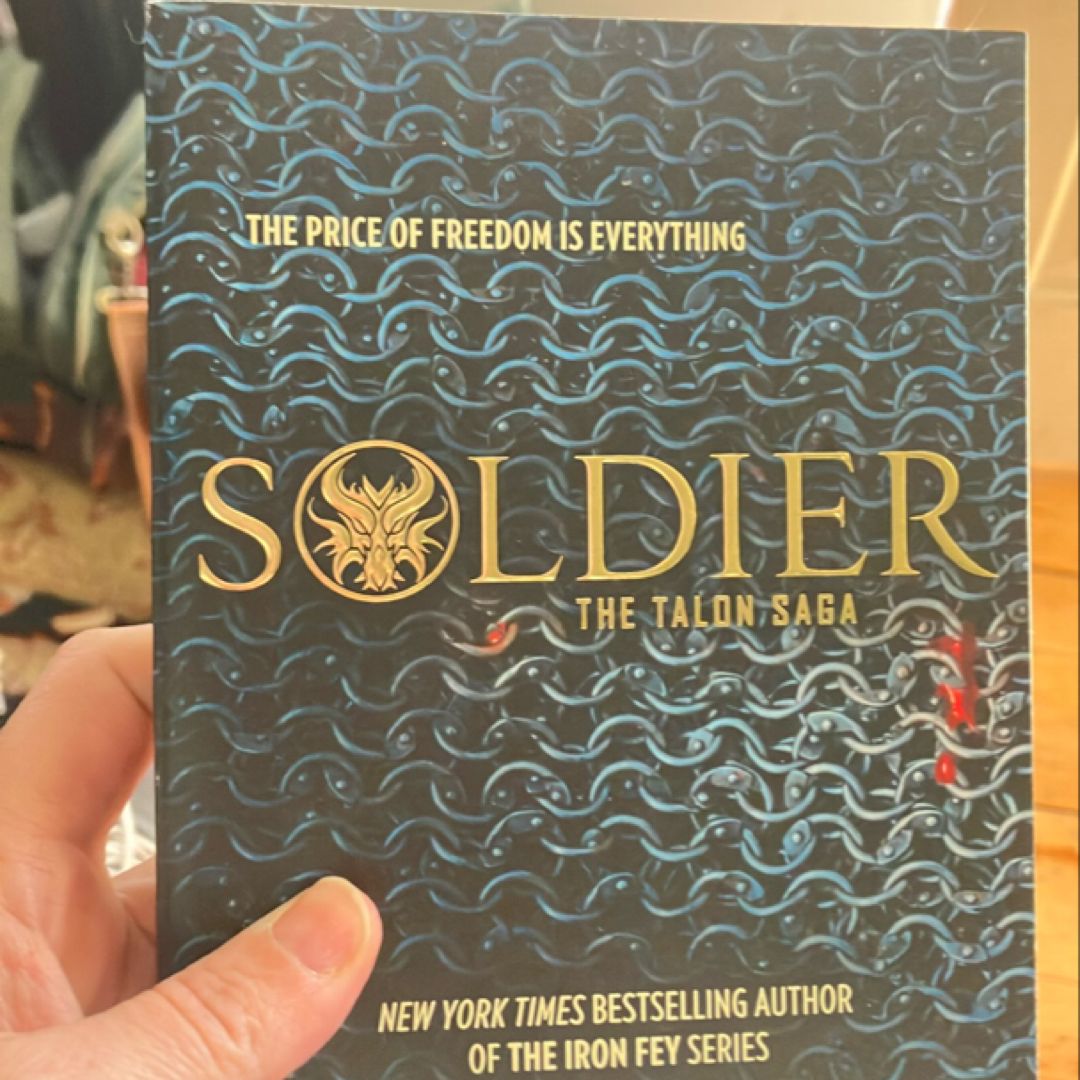 THE PRICE OF FREEDOM IS EVERYTHING
SOLDIER
THE TALON SAGA
NEW YORK TIMES BESTSELLING AUTHOR
OF THE IRON FEY SERIES